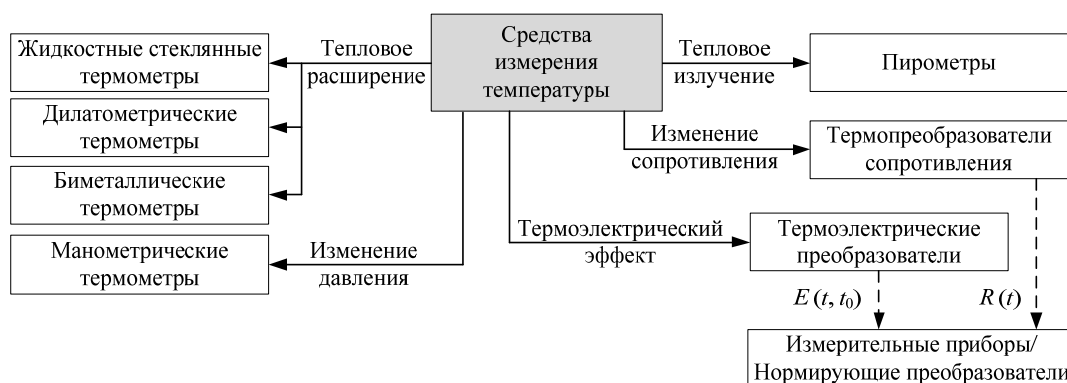 Средства
измерения
температуры
Тепловое
расширение
Жидкостные стеклянные
термометры
Дилатометрические
термометры
Биметаллические
термометры
Изменение
давления
Манометрические
термометры
Тепловое
излучение
Пирометры
Изменение
сопротивления
Термопреобразователи
сопротивления
Термоэлектрический
эффект
Термоэлектрические
преобразователи
E (t, t₀)
R (t)
Измерительные приборы/
Нормирующие преобразователи